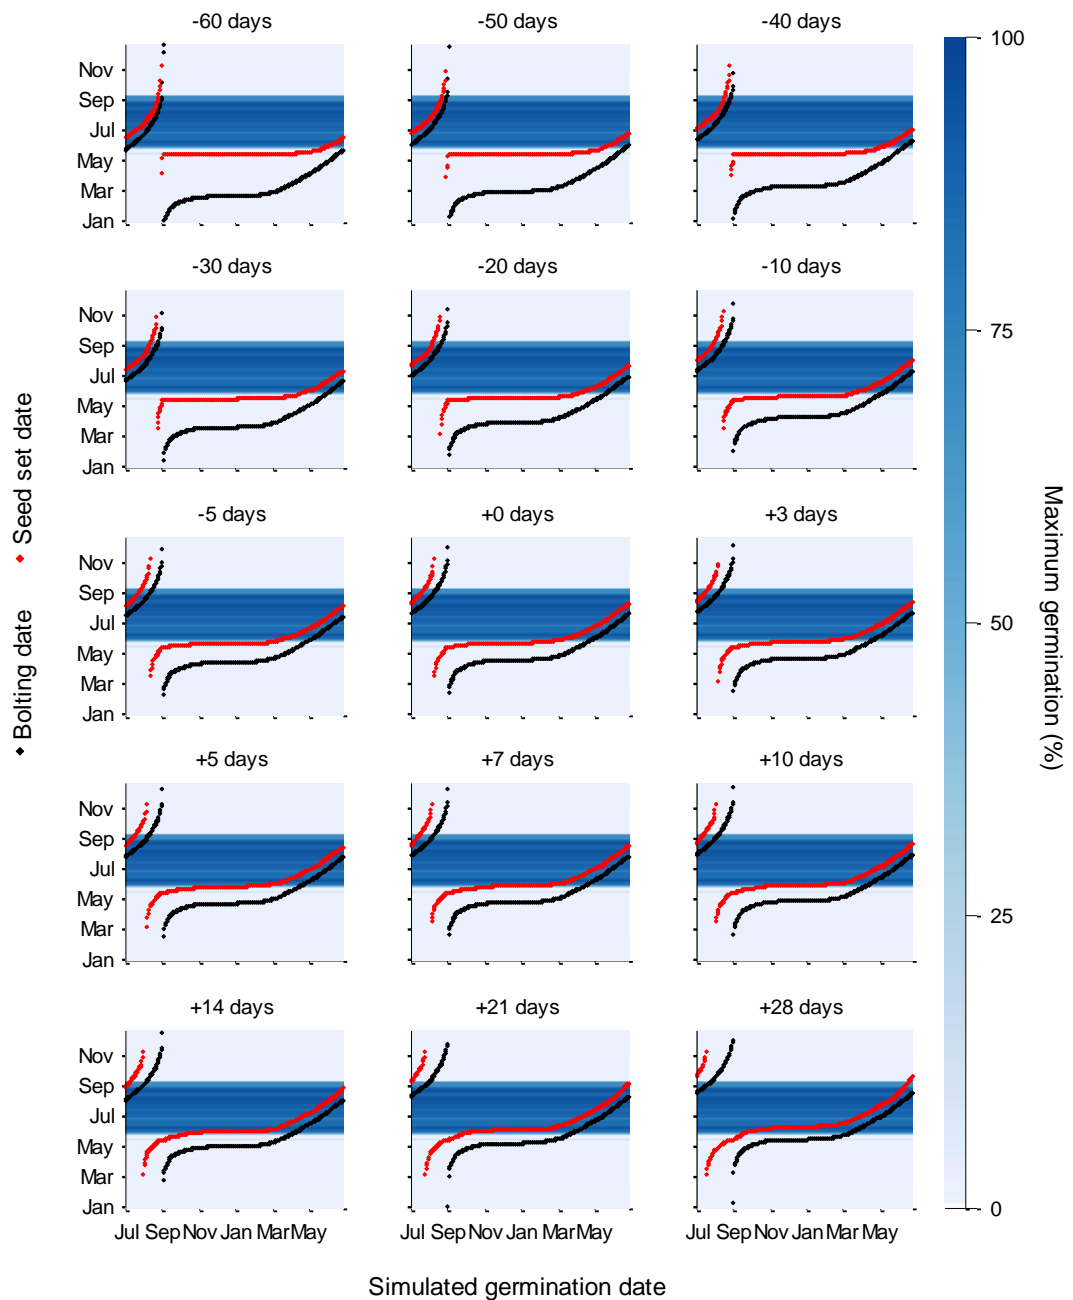 -60 days
-50 days
-40 days
100
Nov
Sep
Jul
May
Mar
Jan
-30 days
-20 days
-10 days
75
Nov
Sep
Jul
May
Mar
Jan
Seed set date
Bolting date
-5 days
+0 days
+3 days
50
Maximum germination (%)
Nov
Sep
Jul
May
Mar
Jan
+5 days
+7 days
+10 days
25
Nov
Sep
Jul
May
Mar
Jan
+14 days
+21 days
+28 days
0
Nov
Sep
Jul
May
Mar
Jan
Jul Sep Nov Jan Mar May
Jul Sep Nov Jan Mar May
Jul Sep Nov Jan Mar May
Simulated germination date